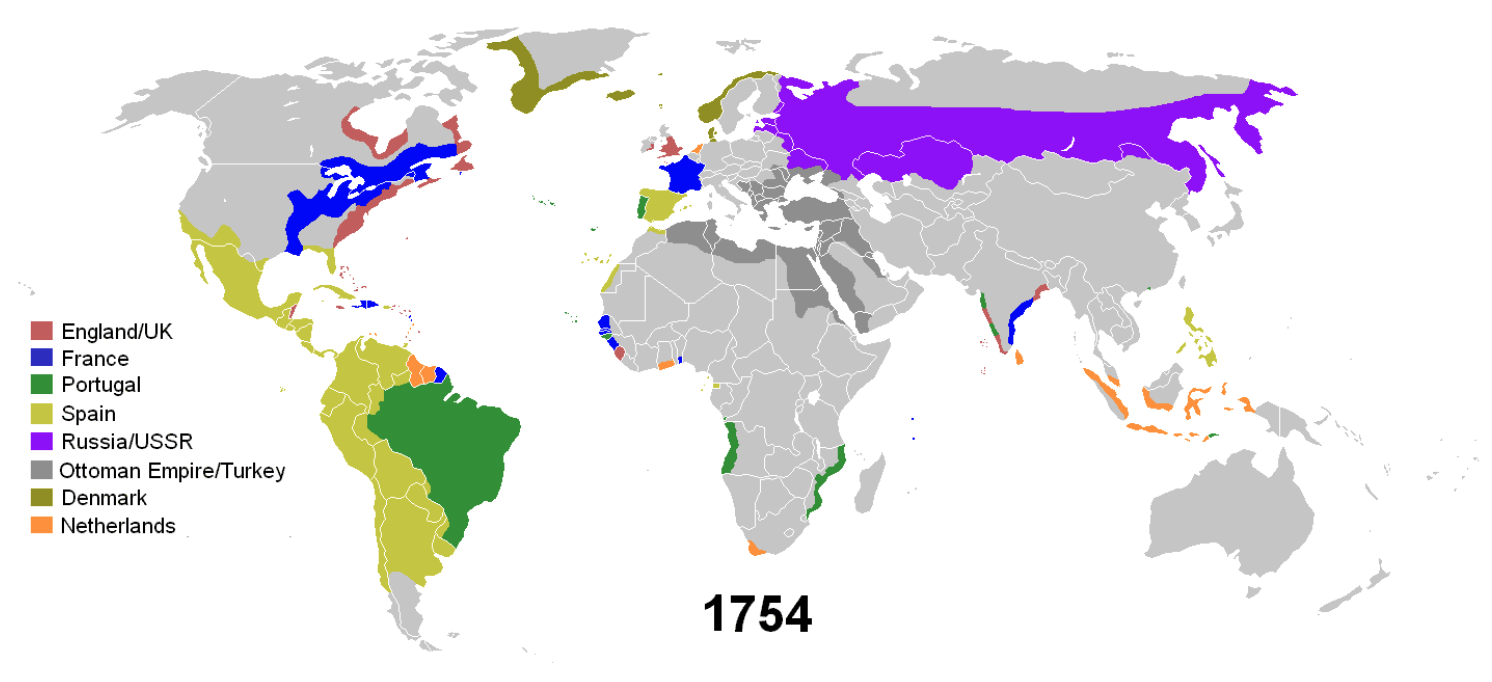 England/UK
France
Portugal
Spain
Russia/USSR
Ottoman Empire/Turkey
Denmark
Netherlands
1754